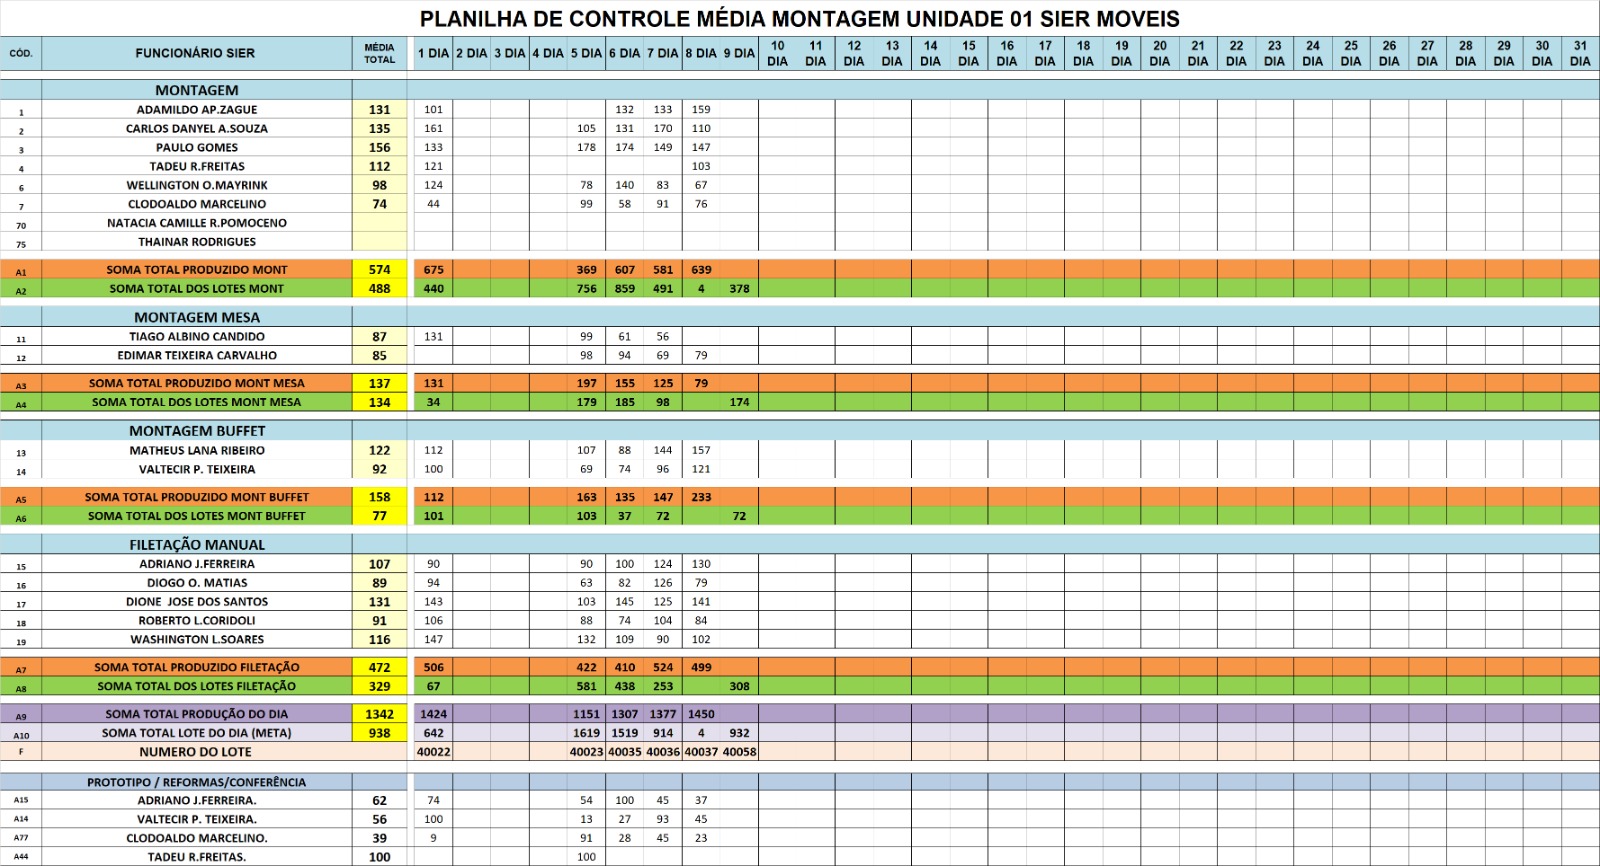 PLANILHA DE CONTROLE MÉDIA MONTAGEM UNIDADE 01 SIER MOVEIS
CÓD. FUNCIONÁRIO SIER MÉDIA TOTAL 1 DIA 2 DIA 3 DIA 4 DIA 5 DIA 6 DIA 7 DIA 8 DIA 9 DIA 10 DIA 11 DIA 12 DIA 13 DIA 14 DIA 15 DIA 16 DIA 17 DIA 18 DIA 19 DIA 20 DIA 21 DIA 22 DIA 23 DIA 24 DIA 25 DIA 26 DIA 27 DIA 28 DIA 29 DIA 30 DIA 31 DIA
MONTAGEM
1 ADAMILDO AP.ZAGUE 131 101 132 133 159
2 CARLOS DANYEL A.SOUZA 135 161 105 131 170 110
3 PAULO GOMES 156 133 178 174 149 147
4 TADEU R.FREITAS 112 121 103
6 WELLINGTON O.MAYRINK 98 124 78 140 83 67
7 CLODOALDO MARCELINO 74 44 99 58 91 76
70 NATACIA CAMILLE R.POMOCENO
75 THAINAR RODRIGUES
A1 SOMA TOTAL PRODUZIDO MONT 574 675 369 607 581 639
A2 SOMA TOTAL DOS LOTES MONT 488 440 756 859 491 4 378
MONTAGEM MESA
11 TIAGO ALBINO CANDIDO 87 131 99 61 56
12 EDIMAR TEIXEIRA CARVALHO 85 98 94 69 79
A3 SOMA TOTAL PRODUZIDO MONT MESA 137 131 197 155 125 79
A4 SOMA TOTAL DOS LOTES MONT MESA 134 34 179 185 98 174
MONTAGEM BUFFET
13 MATHEUS LANA RIBEIRO 122 112 107 88 144 157
14 VALTECIR P. TEIXEIRA 92 100 69 74 96 121
A5 SOMA TOTAL PRODUZIDO MONT BUFFET 158 112 163 135 147 233
A6 SOMA TOTAL DOS LOTES MONT BUFFET 77 101 103 37 72 72
FILETAÇÃO MANUAL
15 ADRIANO J.FERREIRA 107 90 90 100 124 130
16 DIOGO O. MATIAS 89 94 63 82 126 79
17 DIONE JOSE DOS SANTOS 131 143 103 145 125 141
18 ROBERTO L.CORIDOLI 91 106 88 74 104 84
19 WASHINGTON L.SOARES 116 147 132 109 90 102
A7 SOMA TOTAL PRODUZIDO FILETAÇÃO 472 506 422 410 524 499
A8 SOMA TOTAL DOS LOTES FILETAÇÃO 329 67 581 438 253 308
A9 SOMA TOTAL PRODUÇÃO DO DIA 1342 1424 1151 1307 1377 1450
A10 SOMA TOTAL LOTE DO DIA (META) 938 642 1619 1519 914 4 932
F NUMERO DO LOTE 40022 40023 40035 40036 40037 40058
PROTOTIPO / REFORMAS/CONFERÊNCIA
A15 ADRIANO J.FERREIRA. 62 74 54 100 45 37
A14 VALTECIR P. TEIXEIRA. 56 100 13 27 93 45
A77 CLODOALDO MARCELINO. 39 9 91 28 45 23
A44 TADEU R.FREITAS. 100 100